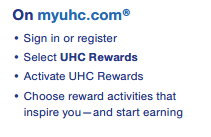 On myuhc.com®
• Sign in or register
• Select UHC Rewards
• Activate UHC Rewards
• Choose reward activities that
inspire you—and start earning